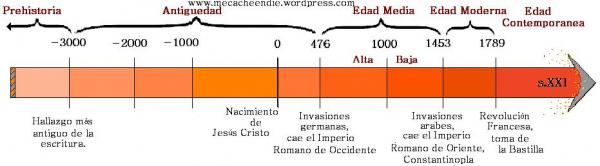 www.mecacheendie.wordpress.com
Prehistoria
Antiguedad
Edad Media
Edad Moderna
Edad
Contemporanea
-3000
-2000
-1000
0
476
1000
1453
1789
Alta
Baja
s.XXI
Hallazgo más
antiguo de la
escritura.
Nacimiento
de
Jesús Cristo
Invasiones
germanas,
cae el Imperio
Romano de Occidente
Invasiones
arabes,
cae el Imperio
Romano de Oriente,
Constantinopla
Revolución
Francesa,
toma de
la Bastilla